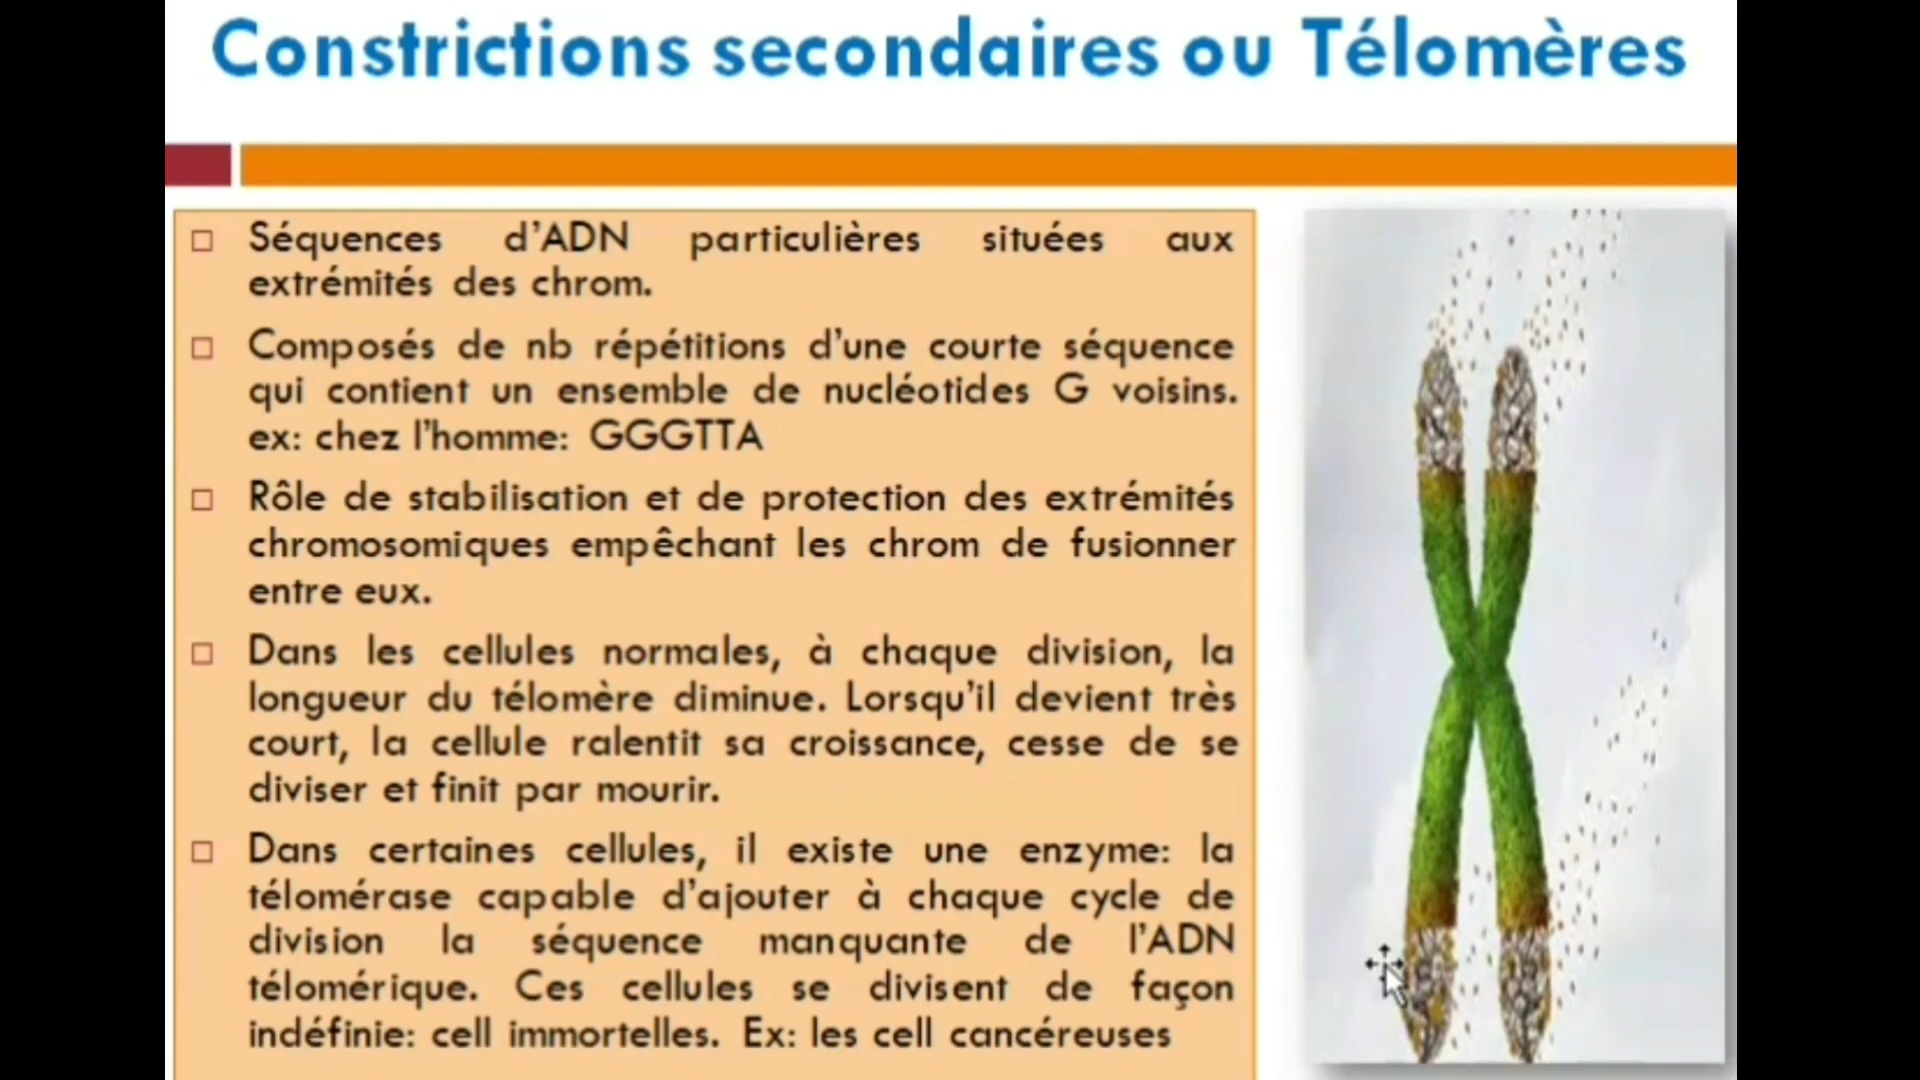 Constrictions secondaires ou Télomères
Séquences d'ADN particulières situées aux
extrémités des chrom.
Composés de nb répétitions d'une courte séquence
qui contient un ensemble de nucléotides G voisins.
ex: chez l'homme: GGGTTA
Rôle de stabilisation et de protection des extrémités
chromosomiques empêchant les chrom de fusionner
entre eux.
Dans les cellules normales, à chaque division, la
longueur du télomère diminue. Lorsqu'il devient très
court, la cellule ralentit sa croissance, cesse de se
diviser et finit par mourir.
Dans certaines cellules, il existe une enzyme: la
télomérase capable d'ajouter à chaque cycle de
division la séquence manquante de l'ADN
télomérique. Ces cellules se divisent de façon
indéfinie: cell immortelles. Ex: les cell cancéreuses